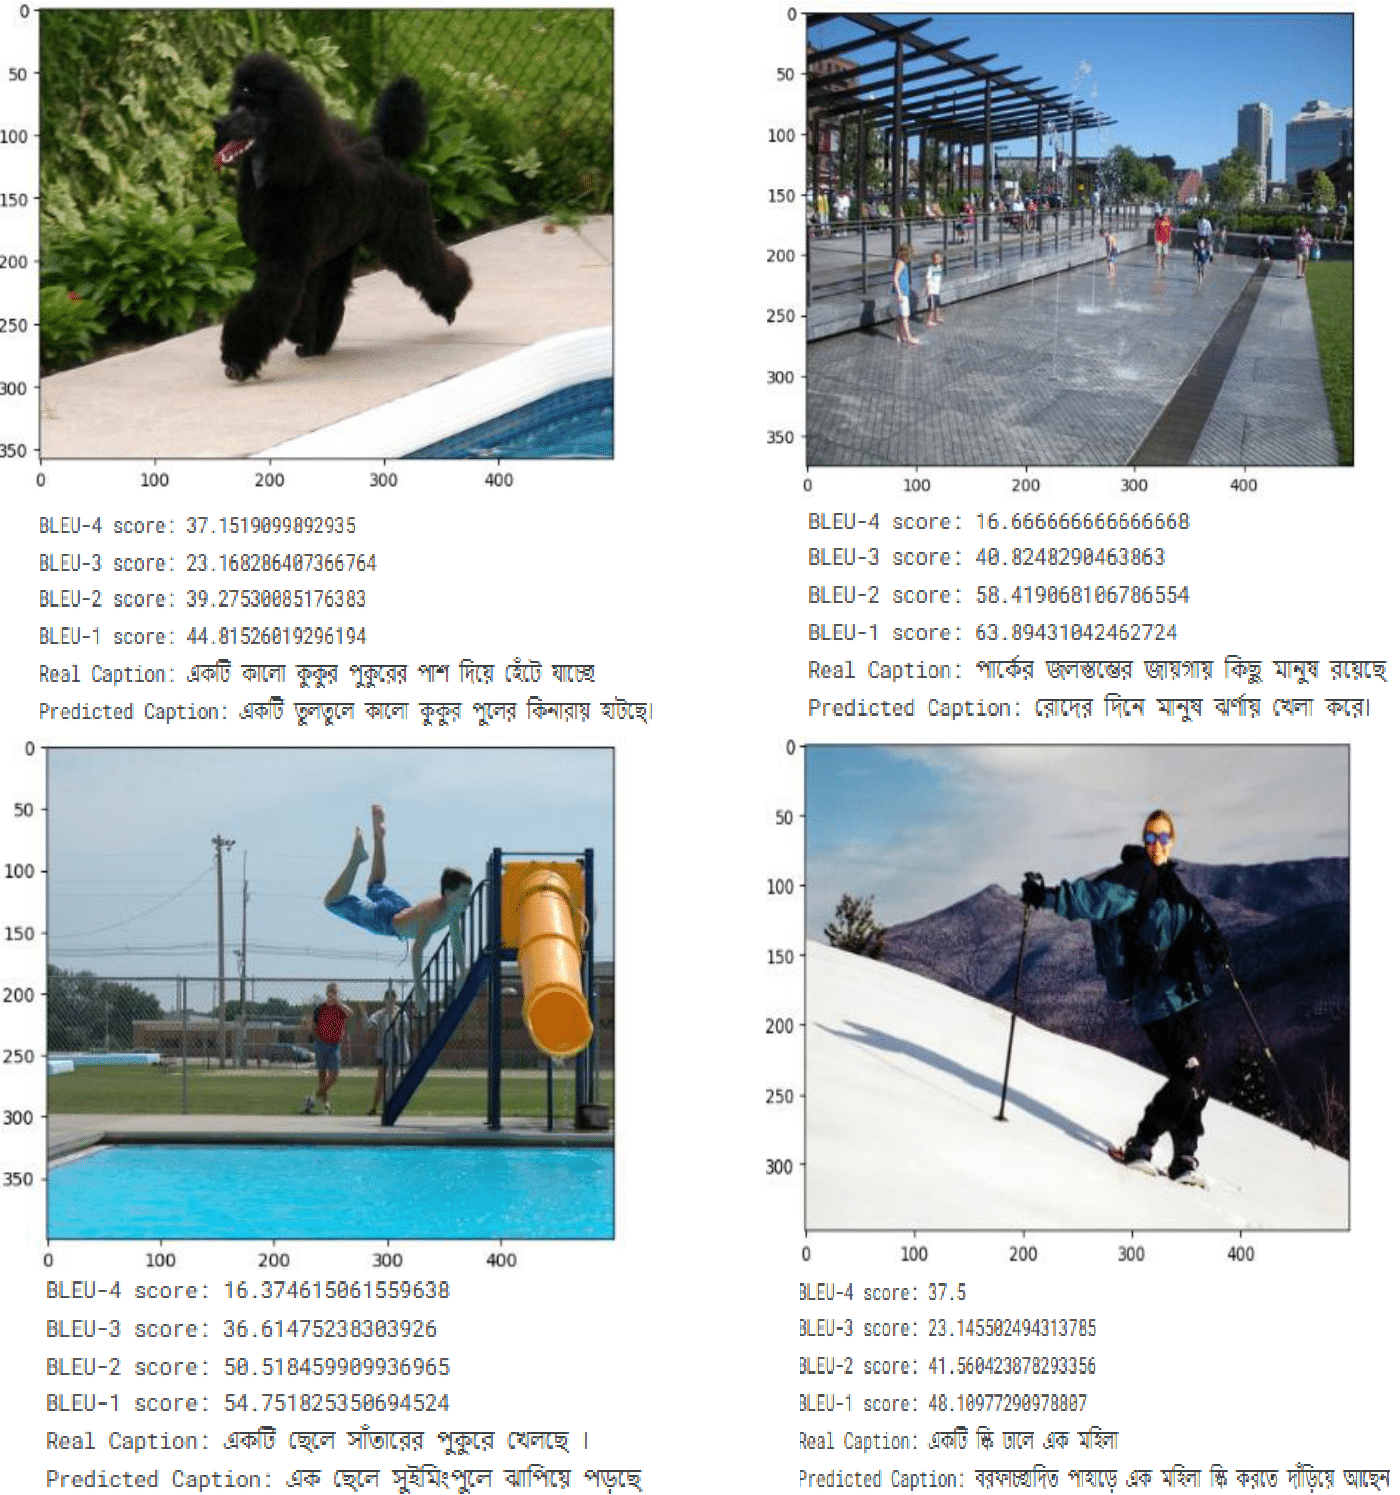 0
50
100
150
200
250
300
350
0 100 200 300 400
BLEU-4 score: 37.1519099892935
BLEU-3 score: 23.168286407366764
BLEU-2 score: 39.27530085176383
BLEU-1 score: 44.81526019296194
Real Caption: একটি কালো কুকুর পুকুরের পাশ দিয়ে হেঁটে যাচ্ছে
Predicted Caption: একটি তুলতুলে কালো কুকুর পুলের কিনারায় হাটছে।
0
50
100
150
200
250
300
350
0 100 200 300 400
BLEU-4 score: 16.666666666666668
BLEU-3 score: 40.8248290463863
BLEU-2 score: 58.419068106786554
BLEU-1 score: 63.89431042462724
Real Caption: পার্কের জলস্তম্ভের জায়গায় কিছু মানুষ রয়েছে
Predicted Caption: রোদের দিনে মানুষ ঝর্ণায় খেলা করে।
0
50
100
150
200
250
300
350
0 100 200 300 400
BLEU-4 score: 16.374615061559638
BLEU-3 score: 36.61475238303926
BLEU-2 score: 50.518459909936965
BLEU-1 score: 54.751825350694524
Real Caption: একটি ছেলে সাঁতারের পুকুরে খেলছে ।
Predicted Caption: এক ছেলে সুইমিংপুলে ঝাপিয়ে পড়ছে
0
50
100
150
200
250
300
0 100 200 300 400
BLEU-4 score: 37.5
BLEU-3 score: 23.145502494313785
BLEU-2 score: 41.560423878293356
BLEU-1 score: 48.10977290978807
Real Caption: একটি স্কি ঢালে এক মহিলা
Predicted Caption: বরফাচ্ছাদিত পাহাড়ে এক মহিলা স্কি করতে দাঁড়িয়ে আছেন